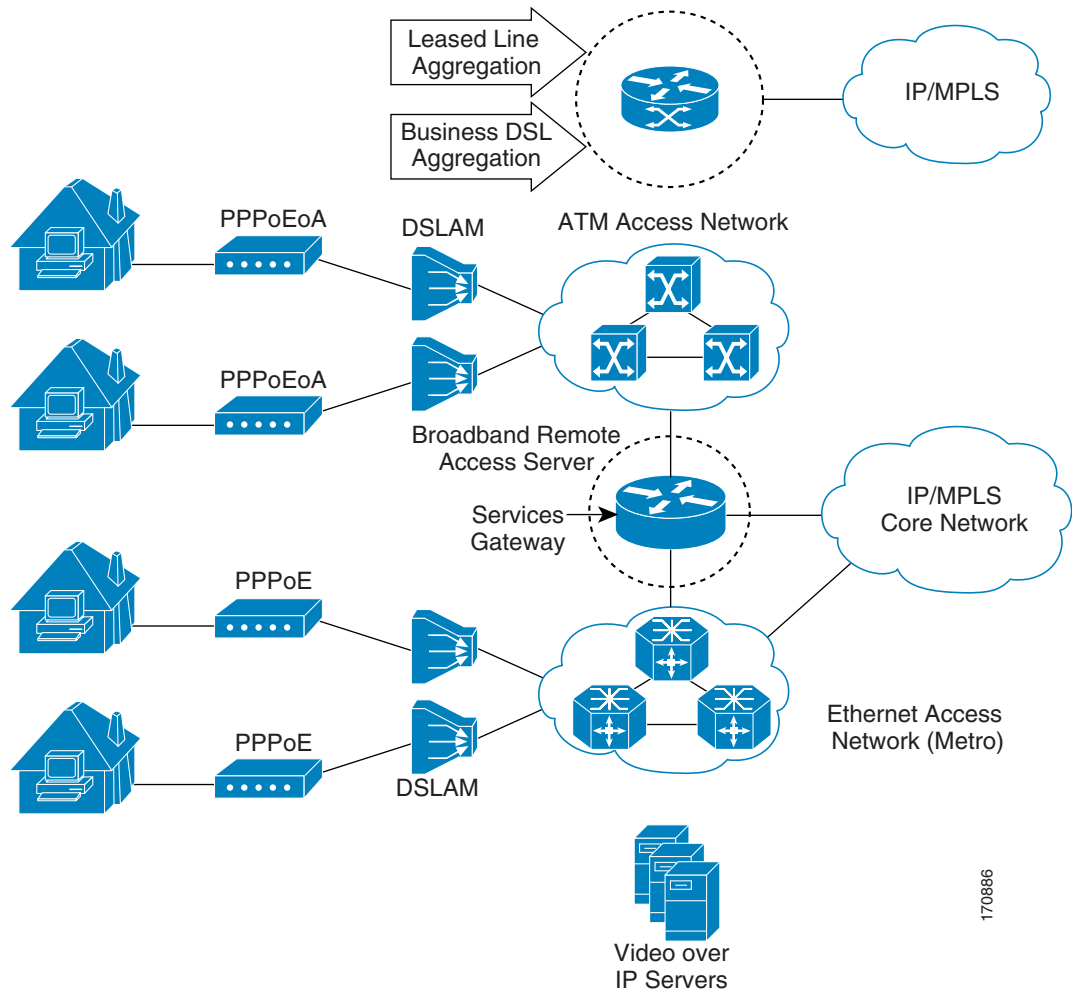 Leased Line
Aggregation
IP/MPLS
Business DSL
Aggregation
PPPoEoA
DSLAM
ATM Access Network
PPPoEoA
Broadband Remote
Access Server
IP/MPLS
Core Network
Services
Gateway
PPPoE
PPPoE
DSLAM
Ethernet Access
Network (Metro)
Video over
IP Servers
170886